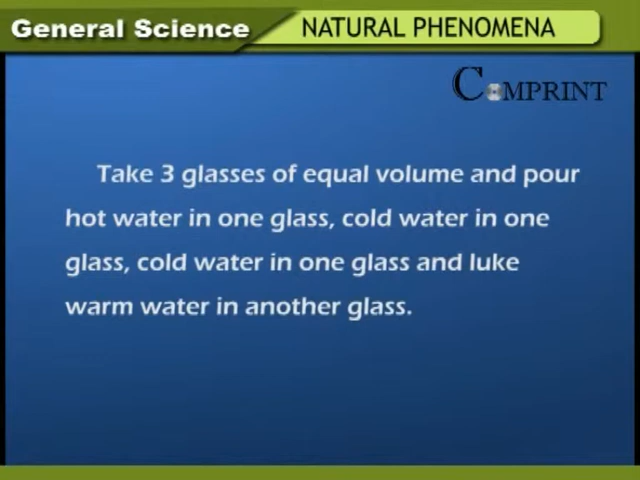 General Science
NATURAL PHENOMENA
COMPRINT
Take 3 glasses of equal volume and pour
hot water in one glass, cold water in one
glass, cold water in one glass and luke
warm water in another glass.